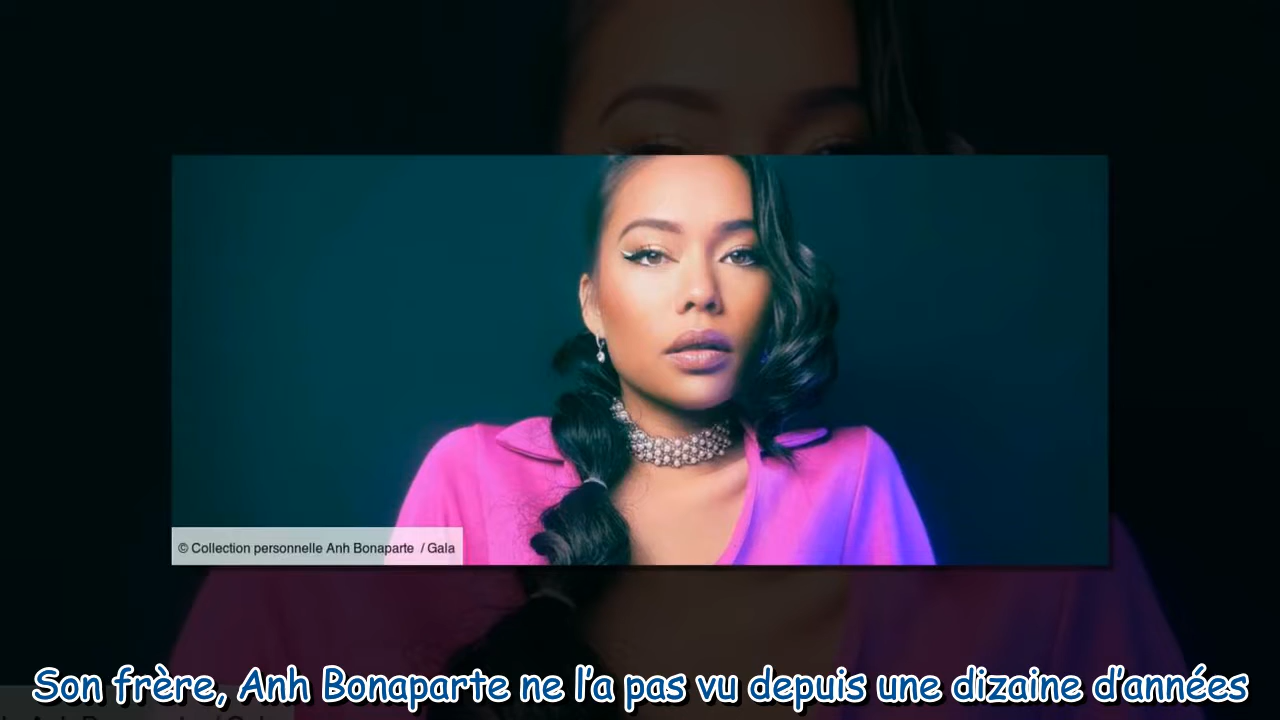 © Collection personnelle Anh Bonaparte / Gala
Son frère, Anh Bonaparte ne l'a pas vu depuis une dizaine d'années